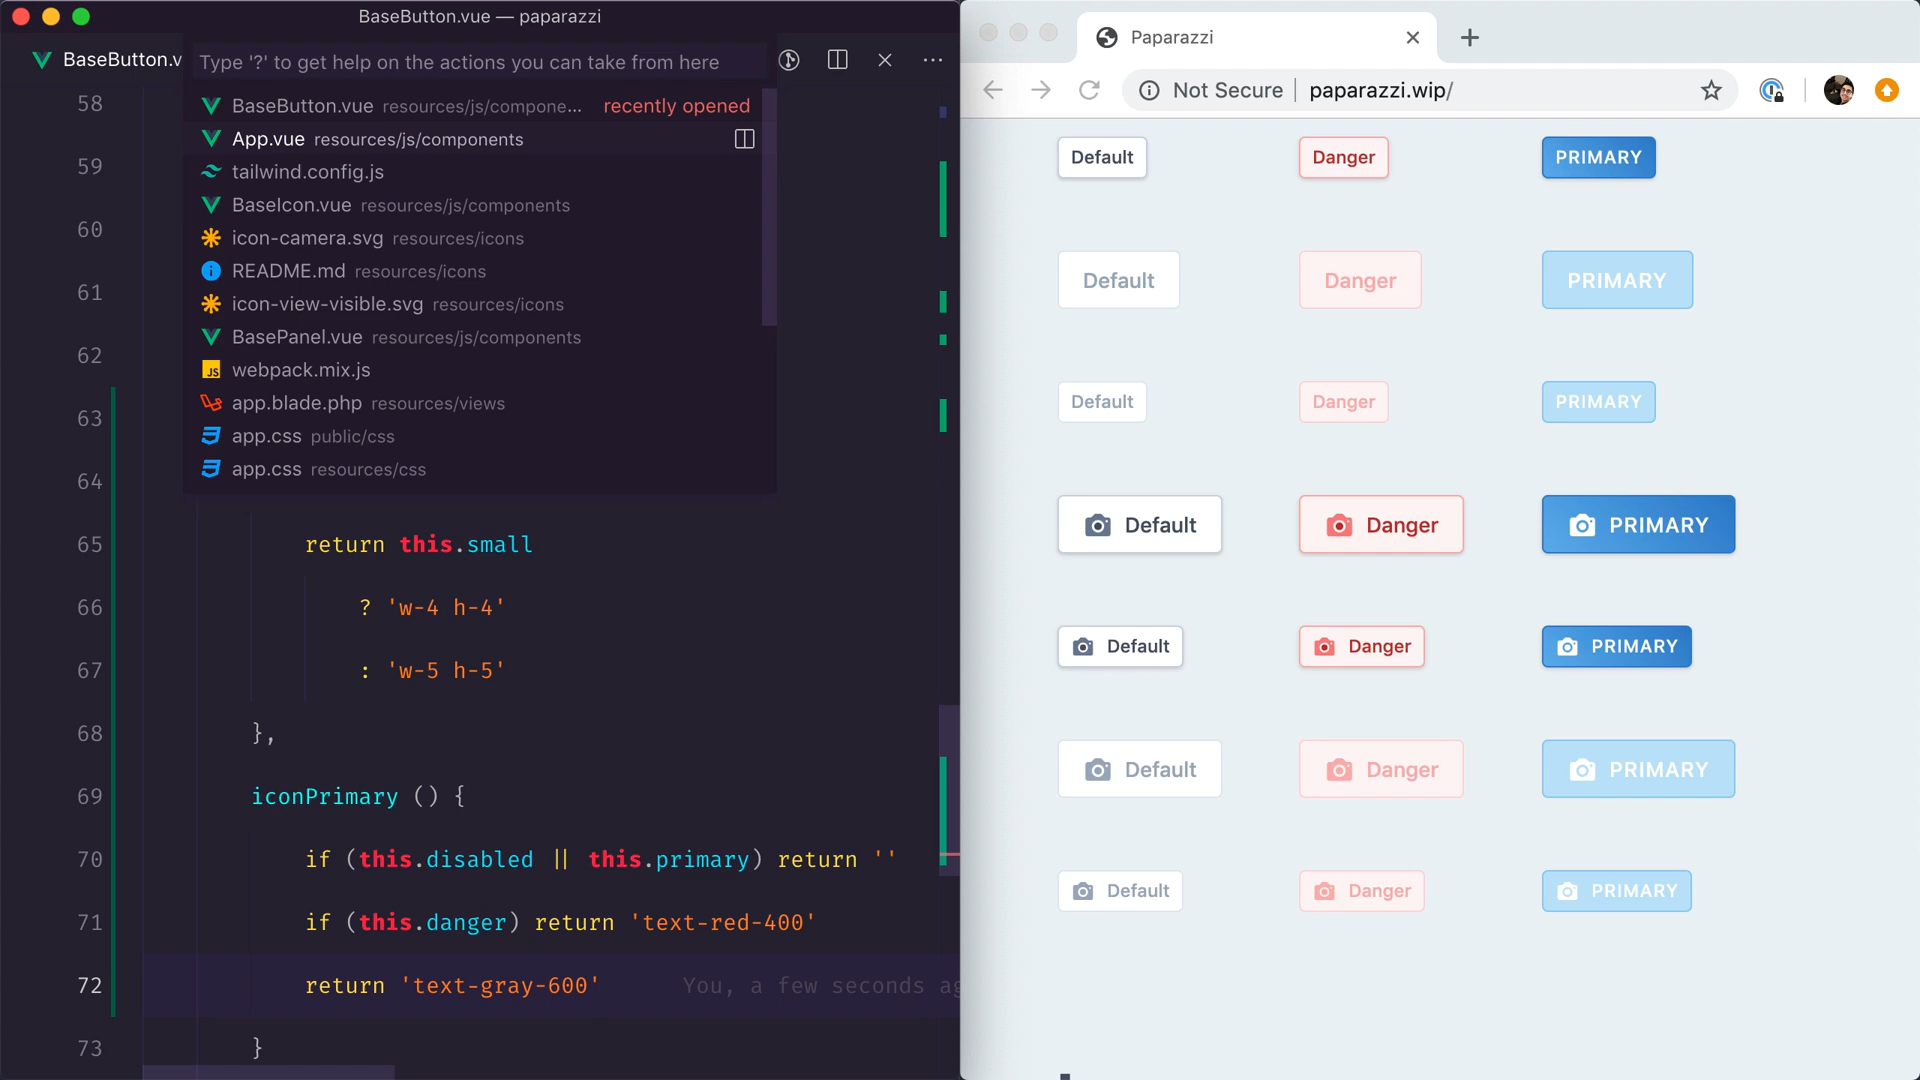 BaseButton.vue — paparazzi
BaseButton.v
Type '?' to get help on the actions you can take from here
BaseButton.vue resources/js/compone... recently opened
App.vue resources/js/components
tailwind.config.js
BaseIcon.vue resources/js/components
icon-camera.svg resources/icons
README.md resources/icons
icon-view-visible.svg resources/icons
BasePanel.vue resources/js/components
JS webpack.mix.js
app.blade.php resources/views
app.css public/css
app.css resources/css
58
59
60
61
62
63
64
65 return this.small
66 ? 'w-4 h-4'
67 : 'w-5 h-5'
68 },
69 iconPrimary () {
70 if (this.disabled || this.primary) return ''
71 if (this.danger) return 'text-red-400'
72 return 'text-gray-600' You, a few seconds ag
73 }
Paparazzi
Not Secure | paparazzi.wip/
Default Danger PRIMARY
Default Danger PRIMARY
Default Danger PRIMARY
Default Danger PRIMARY
Default Danger PRIMARY
Default Danger PRIMARY
Default Danger PRIMARY